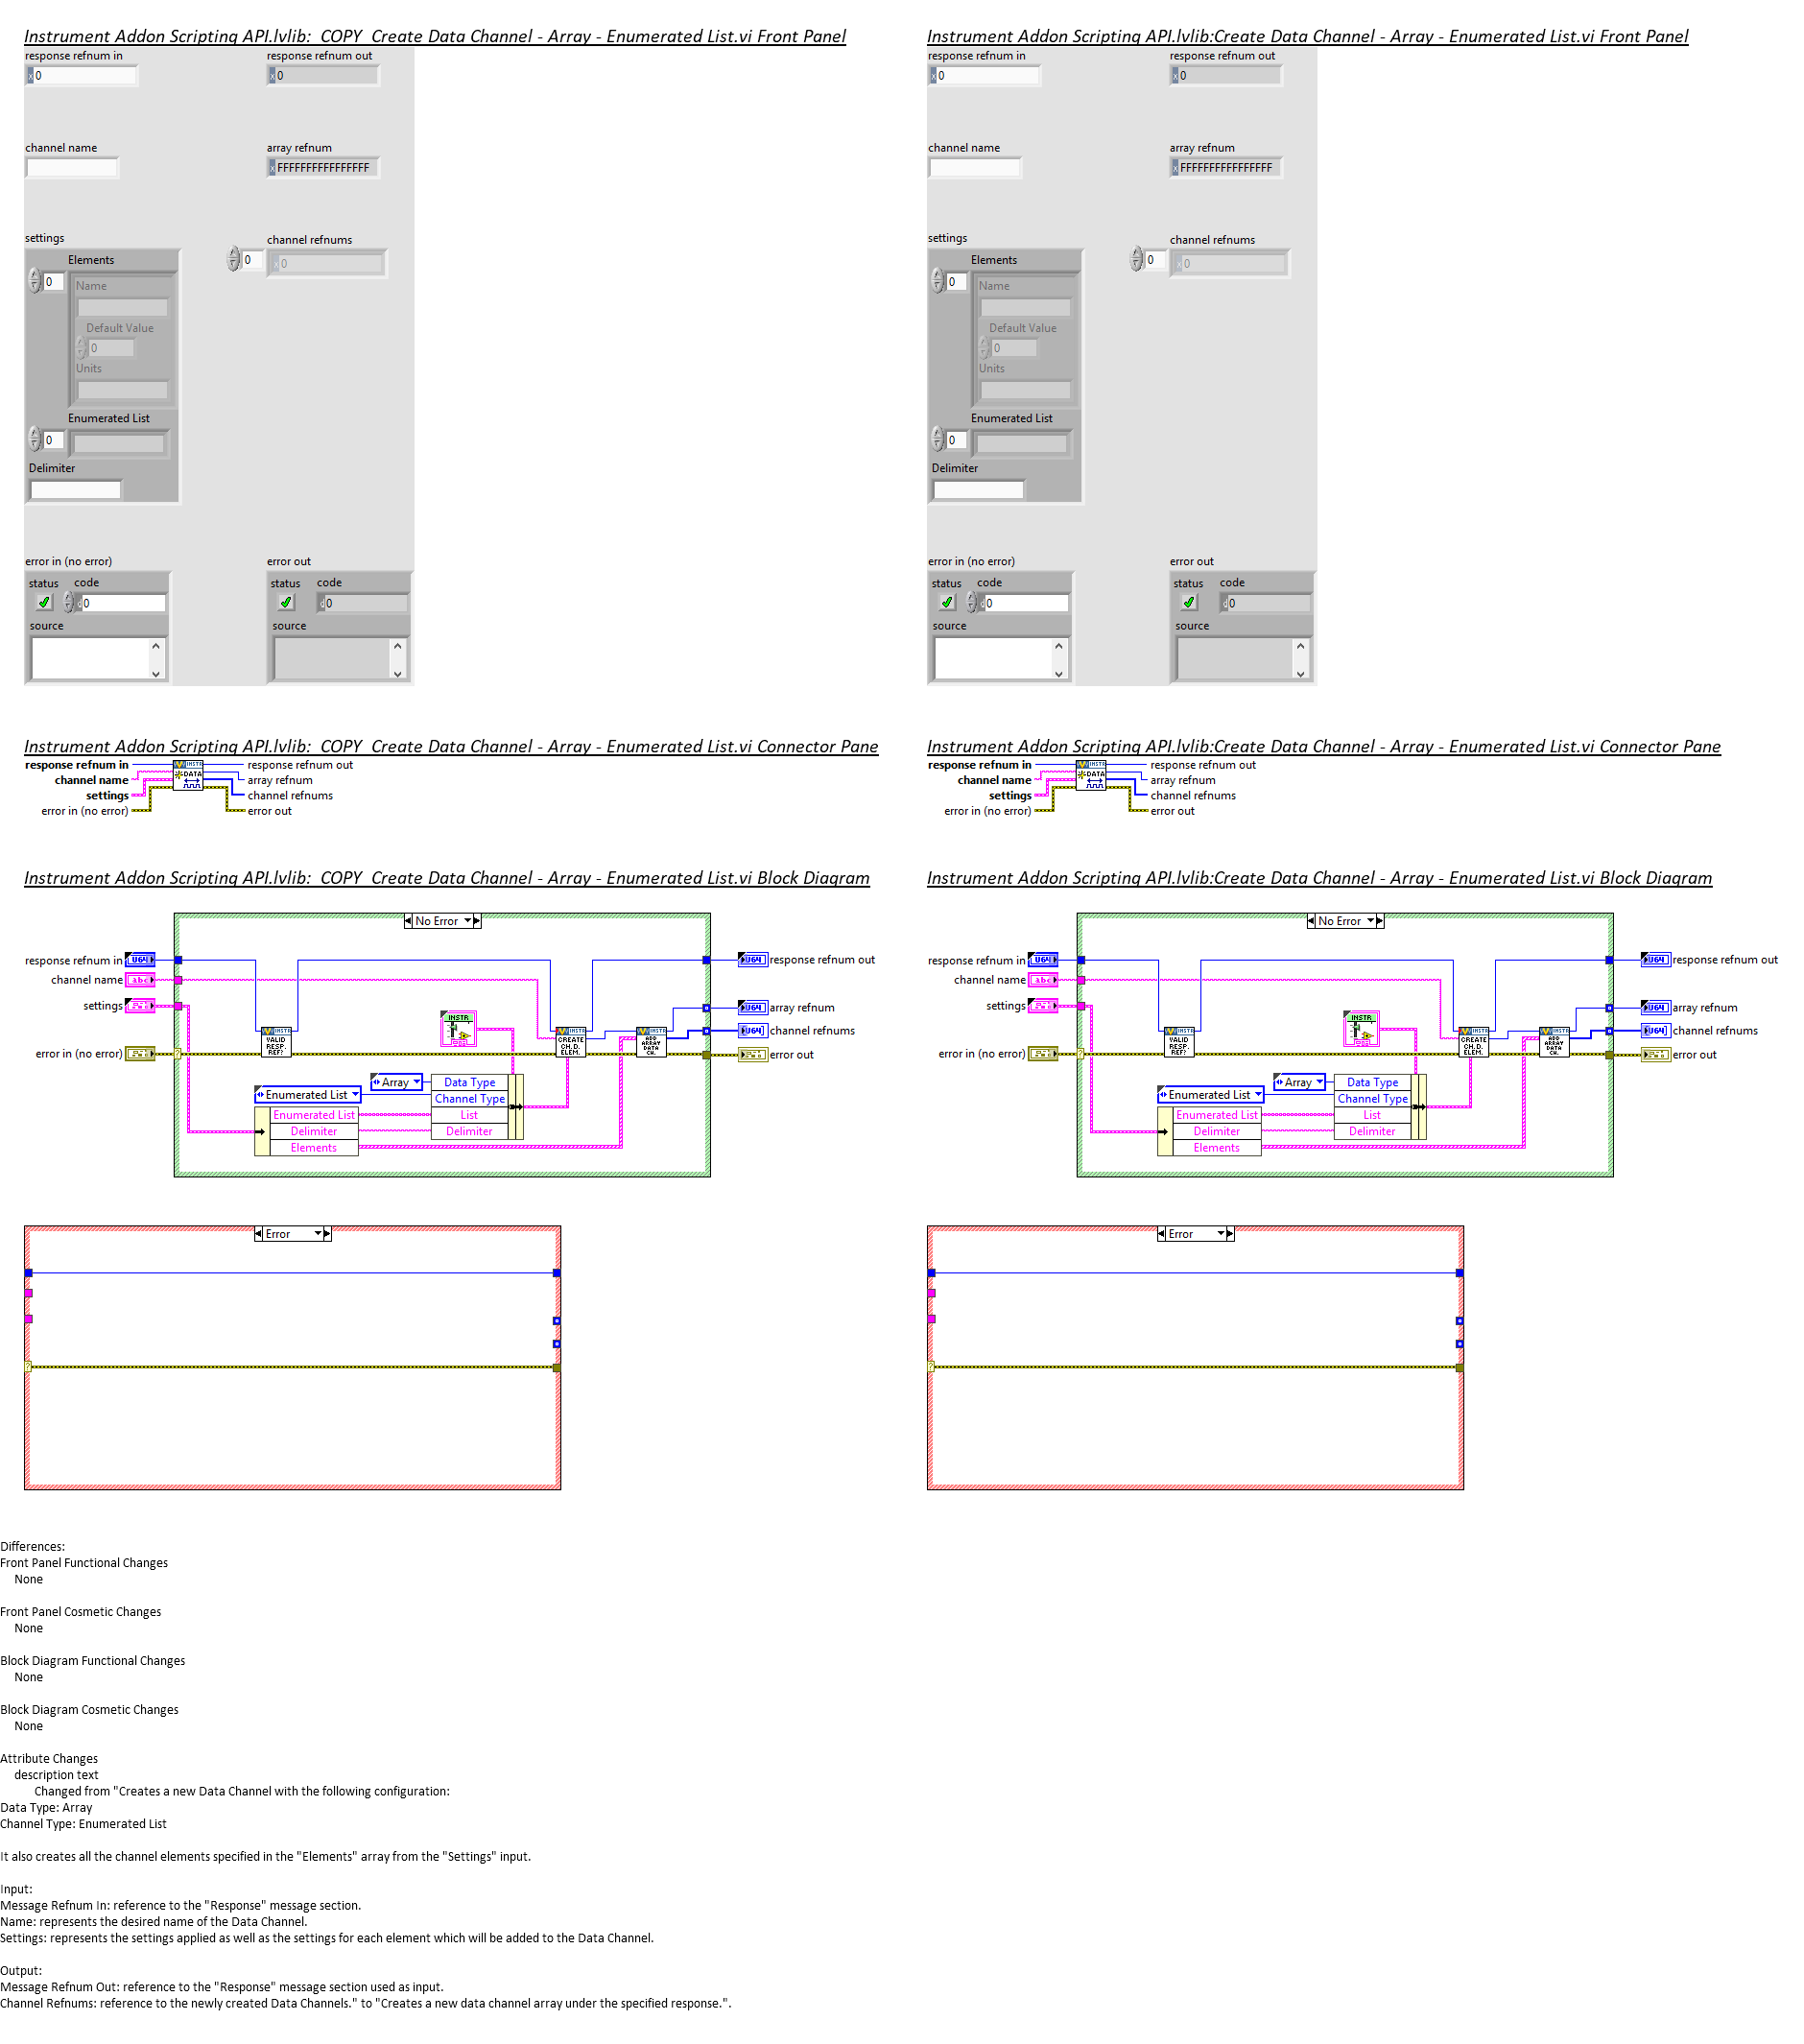 Instrument Addon Scripting API.lvlib:  COPY  Create Data Channel - Array - Enumerated List.vi Front Panel
response refnum in
response refnum out
x 0
x 0
channel name
array refnum
x FFFFFFFFFFFFFFFF
settings
channel refnums
Elements
0
x 0
0
Name
Default Value
0
Units
Enumerated List
0
Delimiter
error in (no error)
error out
status code
status code
d 0
d 0
source
source
Instrument Addon Scripting API.lvlib:Create Data Channel - Array - Enumerated List.vi Front Panel
response refnum in
response refnum out
x 0
x 0
channel name
array refnum
x FFFFFFFFFFFFFFFF
settings
channel refnums
Elements
0
x 0
0
Name
Default Value
0
Units
Enumerated List
0
Delimiter
error in (no error)
error out
status code
status code
d 0
d 0
source
source
Instrument Addon Scripting API.lvlib:  COPY  Create Data Channel - Array - Enumerated List.vi Connector Pane
response refnum in
response refnum out
channel name
array refnum
settings
channel refnums
error in (no error)
error out
INSTR
DATA
Instrument Addon Scripting API.lvlib:Create Data Channel - Array - Enumerated List.vi Connector Pane
response refnum in
response refnum out
channel name
array refnum
settings
channel refnums
error in (no error)
error out
INSTR
DATA
Instrument Addon Scripting API.lvlib:  COPY  Create Data Channel - Array - Enumerated List.vi Block Diagram
No Error
response refnum in
U64
U64
response refnum out
channel name
abc
settings
U64
array refnum
INSTR
U64
channel refnums
error in (no error)
error out
INSTR
VALID
RESP.
REF?
INSTR
CREATE
CH.D.
ELEM.
INSTR
ADD
ARRAY
DATA
CH.
Array
Data Type
Enumerated List
Channel Type
Enumerated List
List
Delimiter
Delimiter
Elements
Error
Instrument Addon Scripting API.lvlib:Create Data Channel - Array - Enumerated List.vi Block Diagram
No Error
response refnum in
U64
U64
response refnum out
channel name
abc
settings
U64
array refnum
INSTR
U64
channel refnums
error in (no error)
error out
INSTR
VALID
RESP.
REF?
INSTR
CREATE
CH.D.
ELEM.
INSTR
ADD
ARRAY
DATA
CH.
Array
Data Type
Enumerated List
Channel Type
Enumerated List
List
Delimiter
Delimiter
Elements
Error
Differences:
Front Panel Functional Changes
None
Front Panel Cosmetic Changes
None
Block Diagram Functional Changes
None
Block Diagram Cosmetic Changes
None
Attribute Changes
description text
Changed from "Creates a new Data Channel with the following configuration:
Data Type: Array
Channel Type: Enumerated List
It also creates all the channel elements specified in the "Elements" array from the "Settings" input.
Input:
Message Refnum In: reference to the "Response" message section.
Name: represents the desired name of the Data Channel.
Settings: represents the settings applied as well as the settings for each element which will be added to the Data Channel.
Output:
Message Refnum Out: reference to the "Response" message section used as input.
Channel Refnums: reference to the newly created Data Channels." to "Creates a new data channel array under the specified response.".